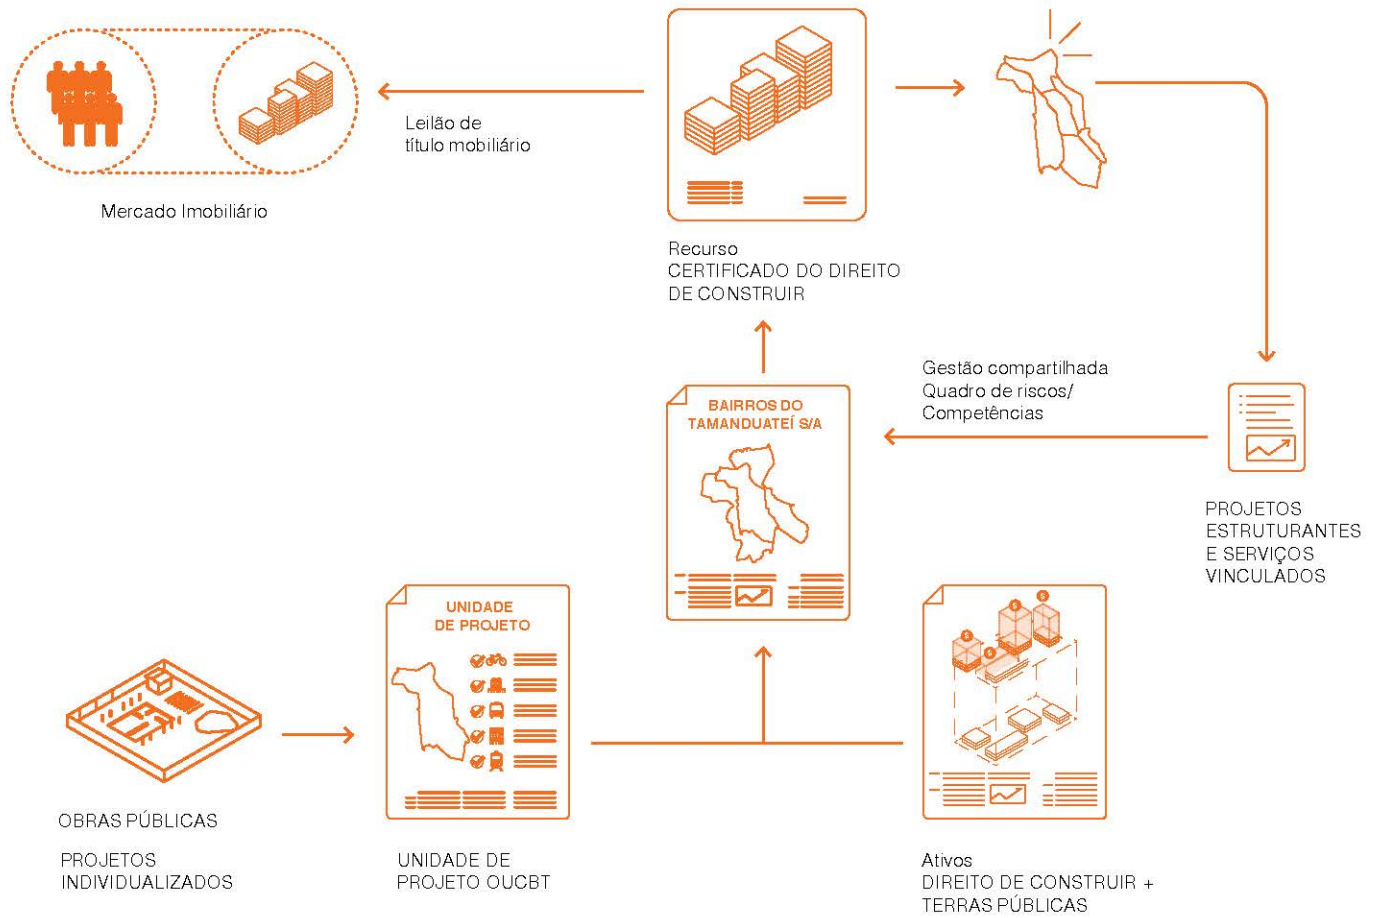 Leilão de
título mobiliário
Mercado Imobiliário
Recurso
CERTIFICADO DO DIREITO
DE CONSTRUIR
Gestão compartilhada
Quadro de riscos/
Competências
BAIRROS DO
TAMANDUATEÍ S/A
PROJETOS
ESTRUTURANTES
E SERVIÇOS
VINCULADOS
UNIDADE
DE PROJETO
$
$
$
$
OBRAS PÚBLICAS
PROJETOS
INDIVIDUALIZADOS
UNIDADE DE
PROJETO OUCBT
Ativos
DIREITO DE CONSTRUIR +
TERRAS PÚBLICAS